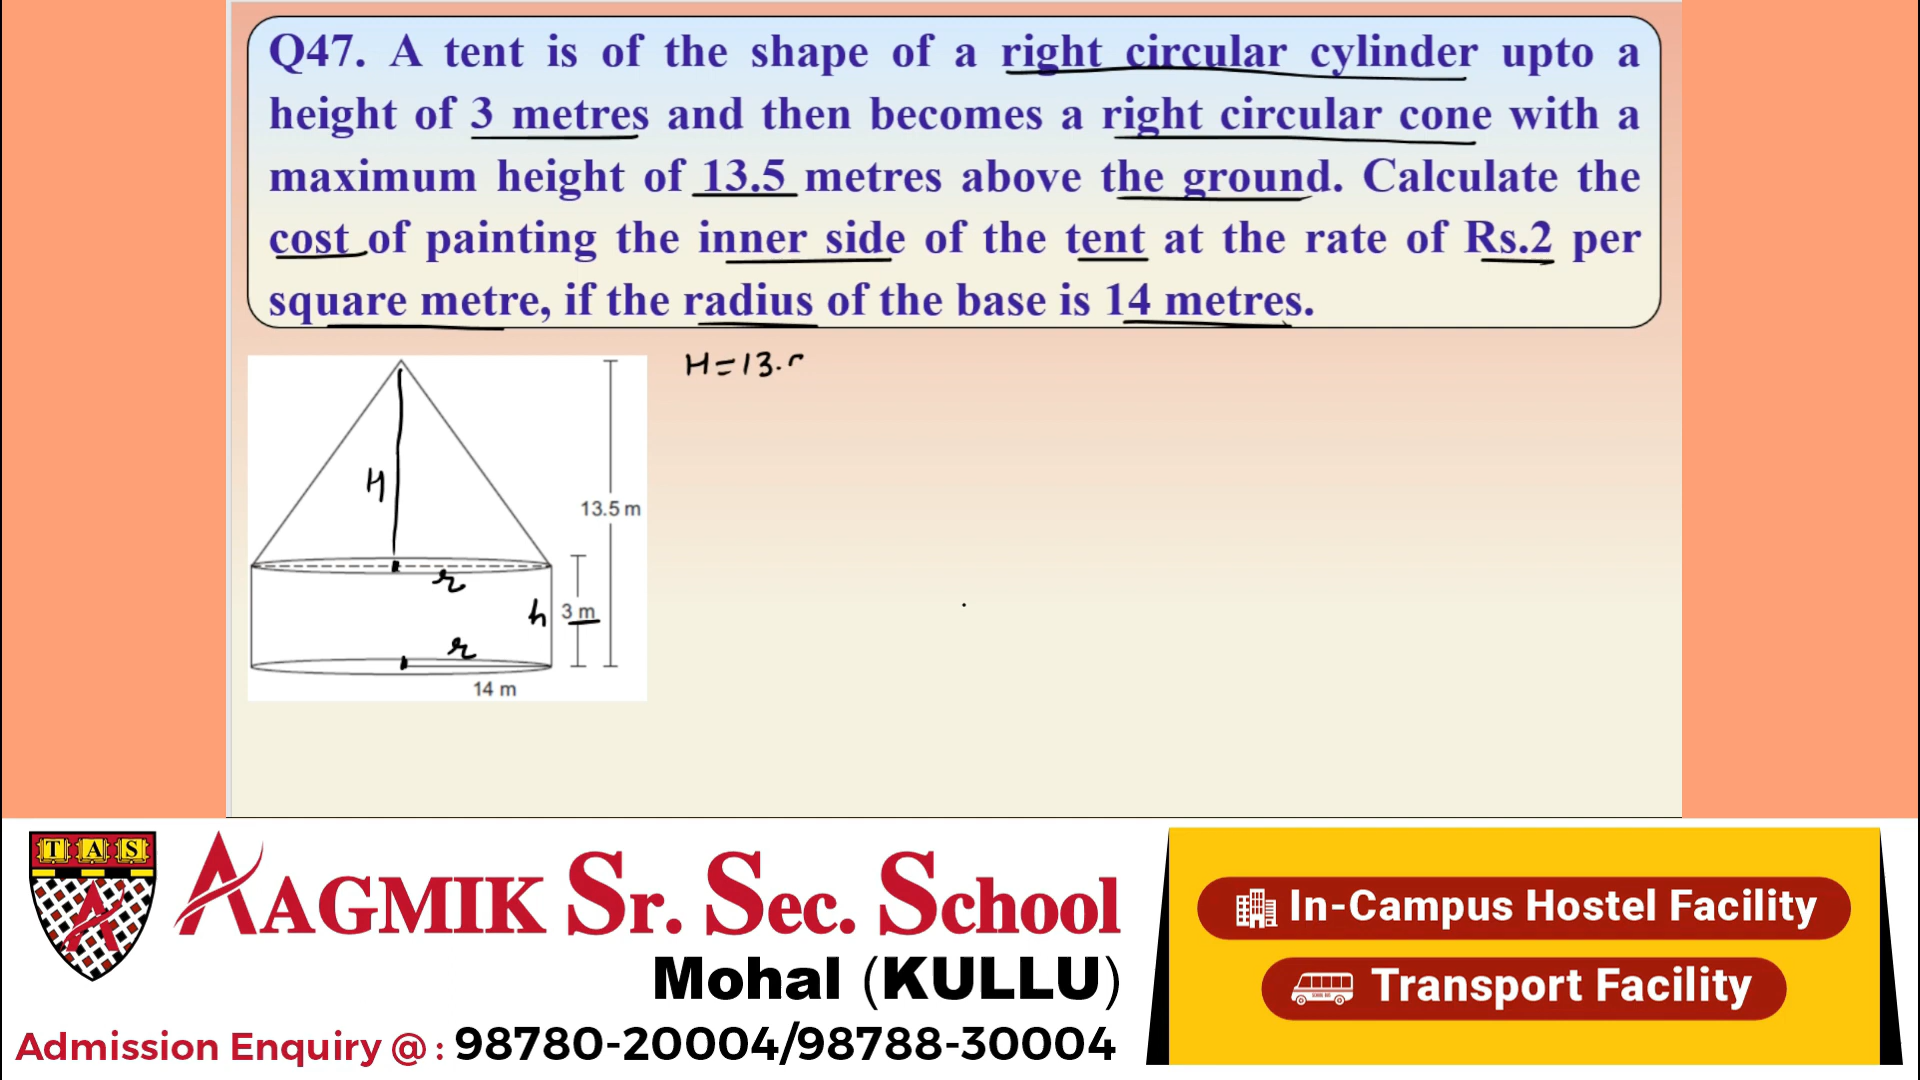 Q47. A tent is of the shape of a right circular cylinder upto a
height of 3 metres and then becomes a right circular cone with a
maximum height of 13.5 metres above the ground. Calculate the
cost of painting the inner side of the tent at the rate of Rs.2 per
square metre, if the radius of the base is 14 metres.
H=13.
H
13.5 m
r
h 3 m
r
14 m
TAS
AAGMIK Sr. Sec. School
Mohal (KULLU)
Admission Enquiry @ : 98780-20004/98788-30004
In-Campus Hostel Facility
Transport Facility